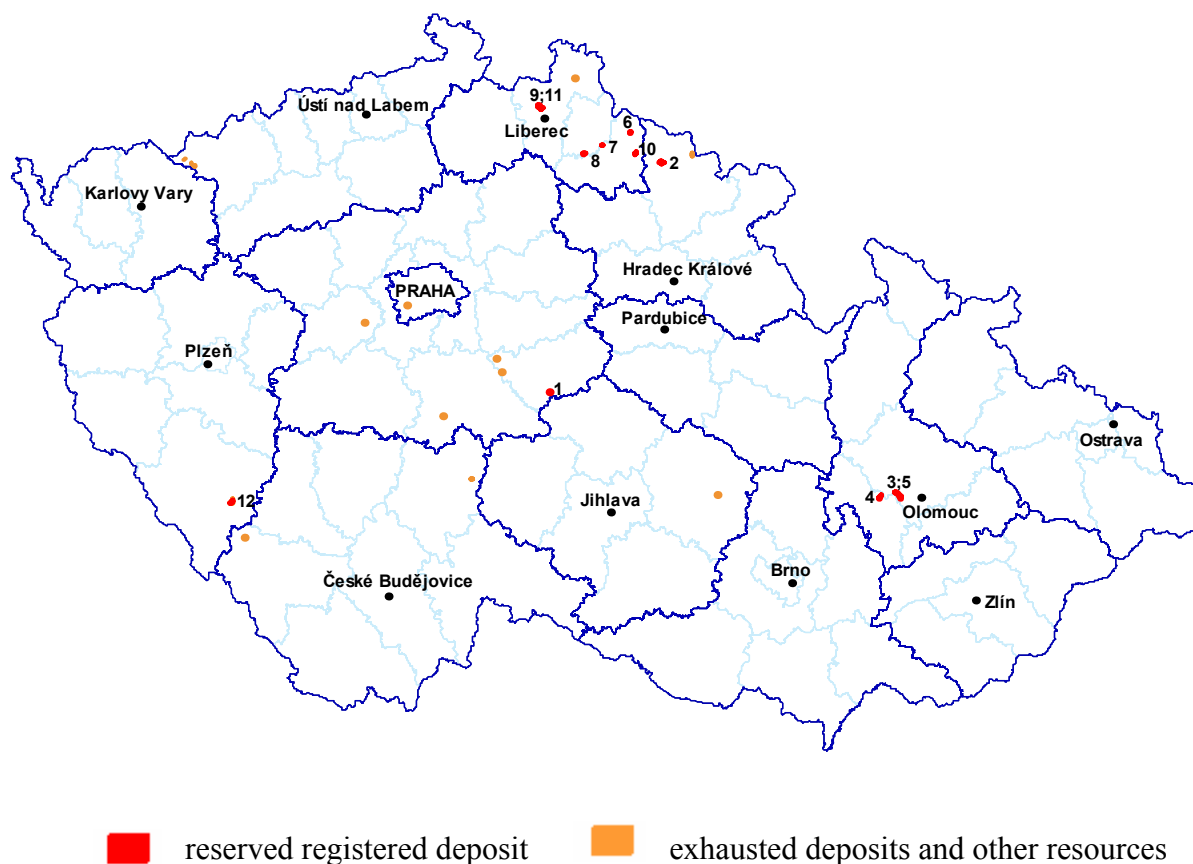 9;11
Ústí nad Labem
Liberec
6
7
8
10
2
Karlovy Vary
Hradec Králové
PRAHA
Pardubice
Plzeň
1
Ostrava
3;5
4
Olomouc
12
Jihlava
Brno
České Budějovice
Zlín
reserved registered deposit
exhausted deposits and other resources